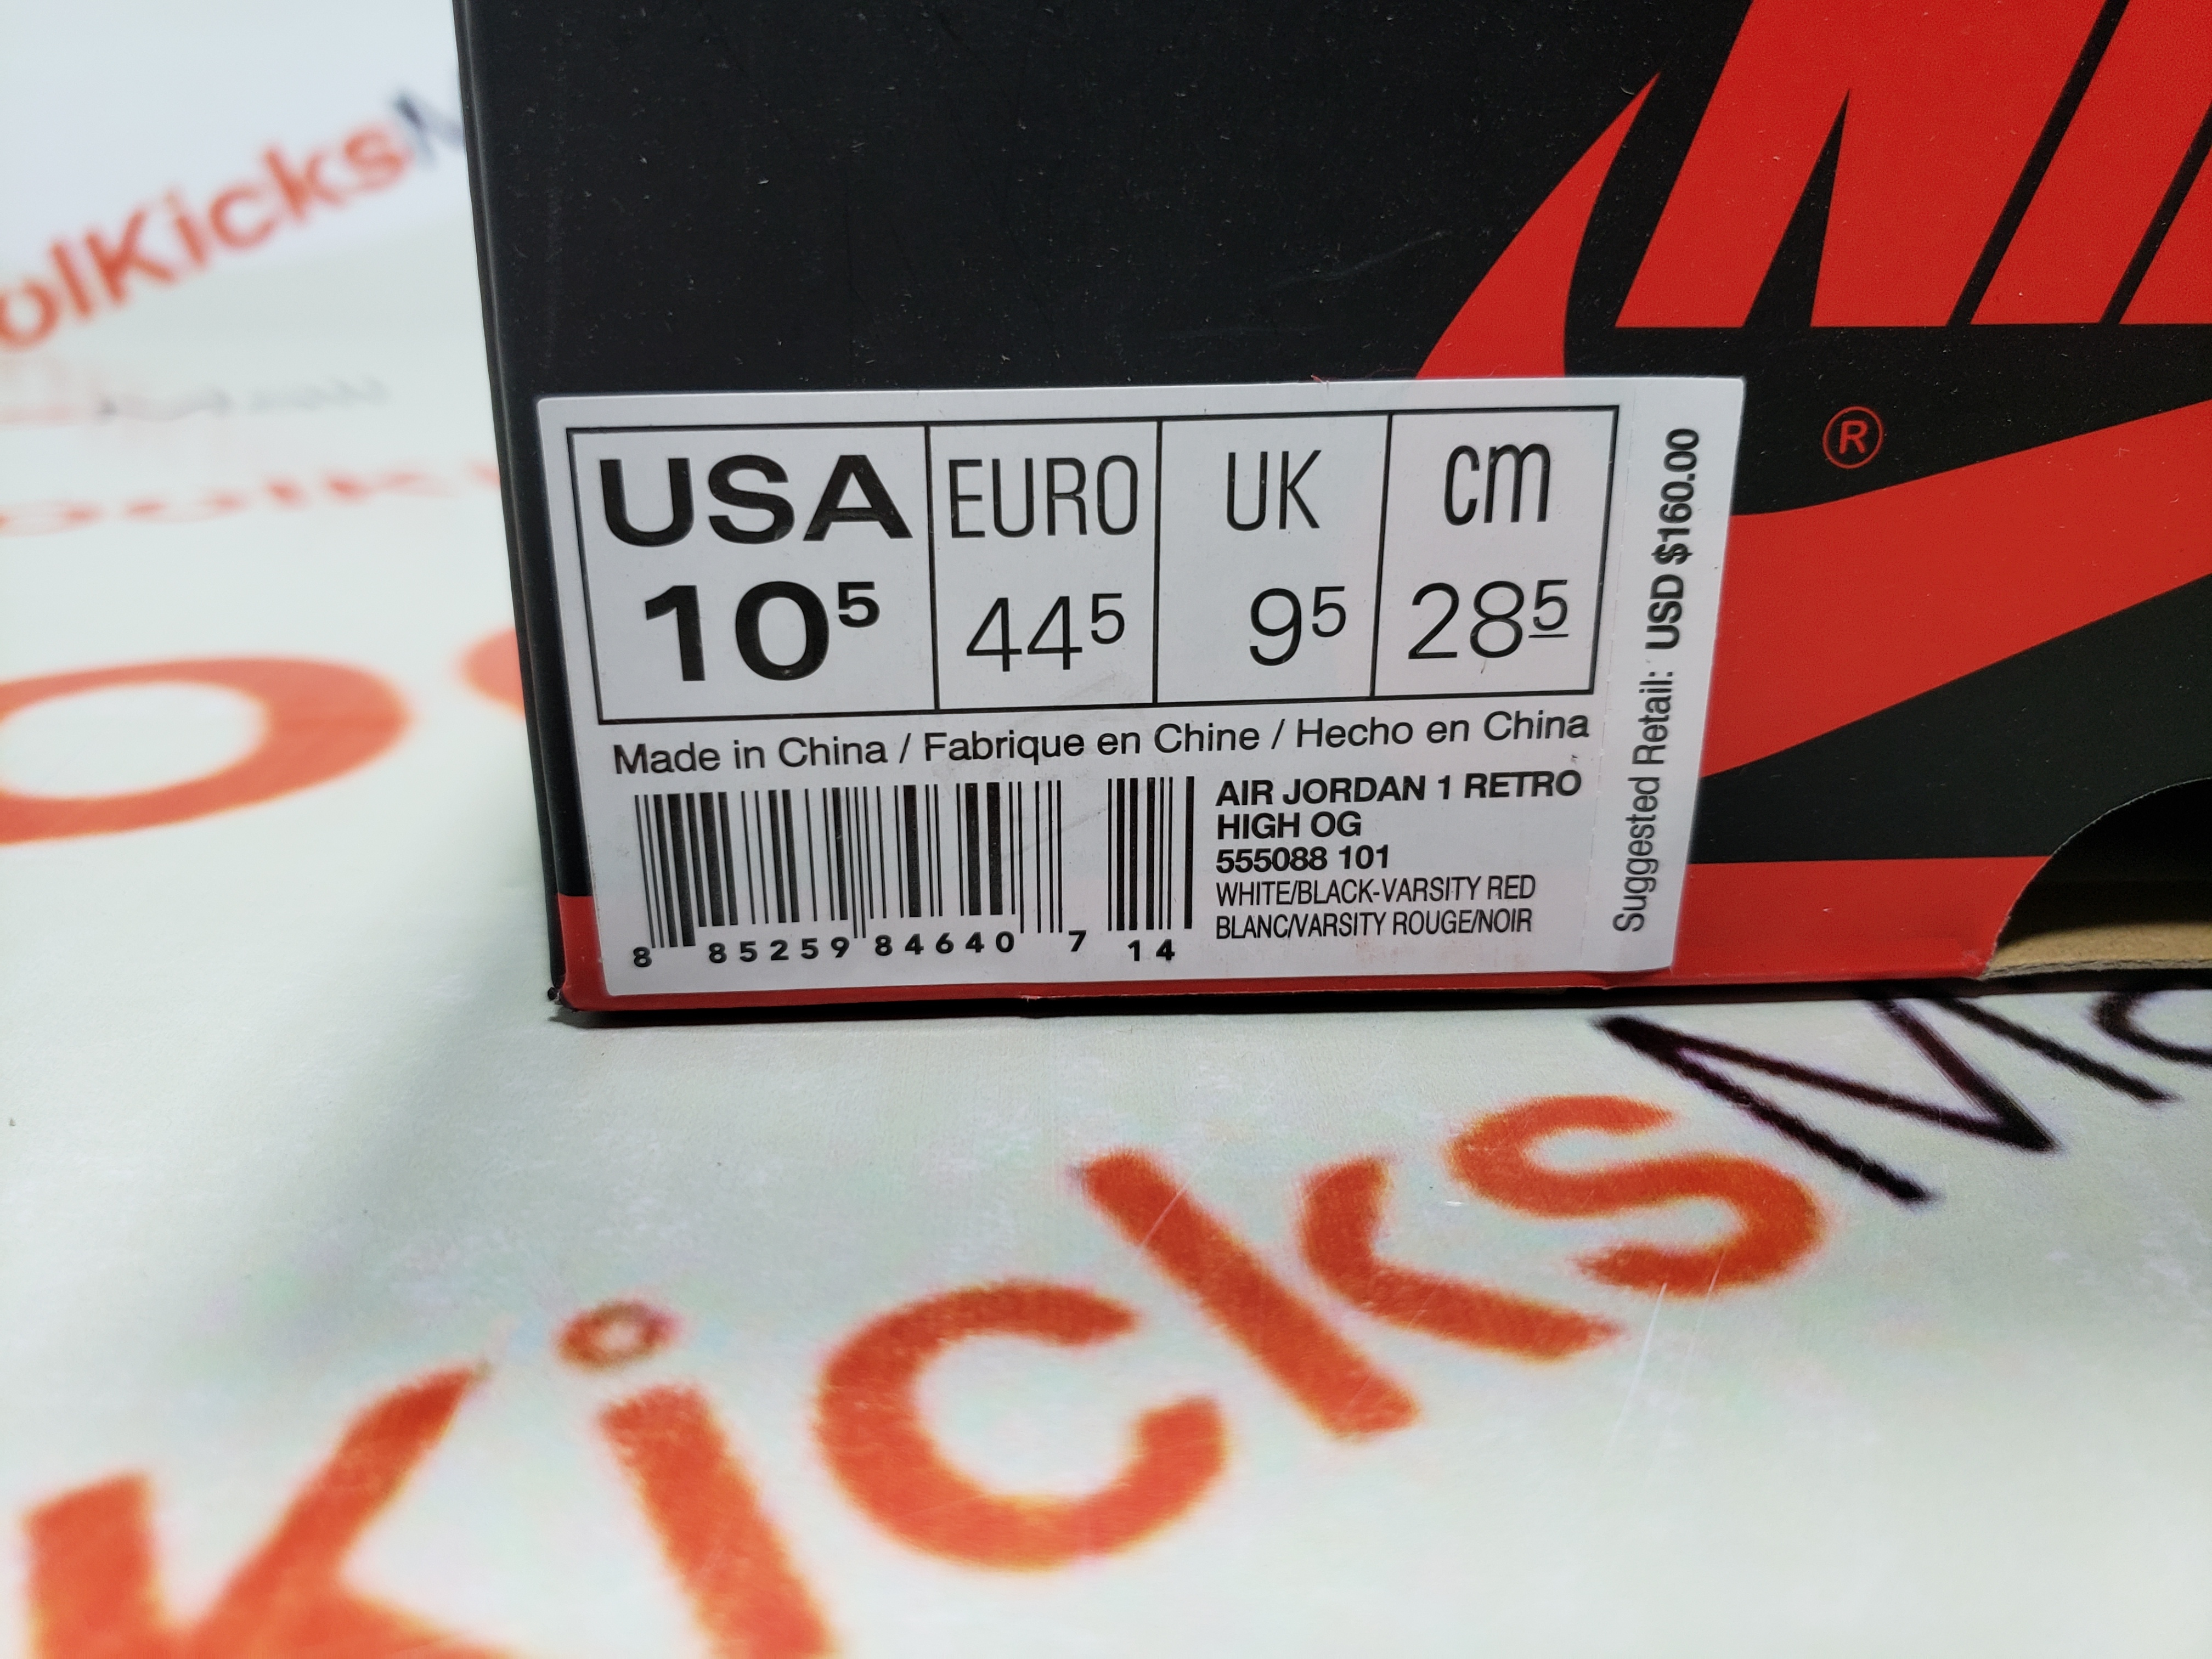 olKicks
®
USA EURO UK cm
10⁵ 44⁵ 9⁵ 28⁵
Made in China / Fabrique en Chine / Hecho en China
AIR JORDAN 1 RETRO
HIGH OG
555088 101
WHITE/BLACK-VARSITY RED
BLANC/VARSITY ROUGE/NOIR
8 85259 84640 7 14
Suggested Retail: USD $160.00
Kicks